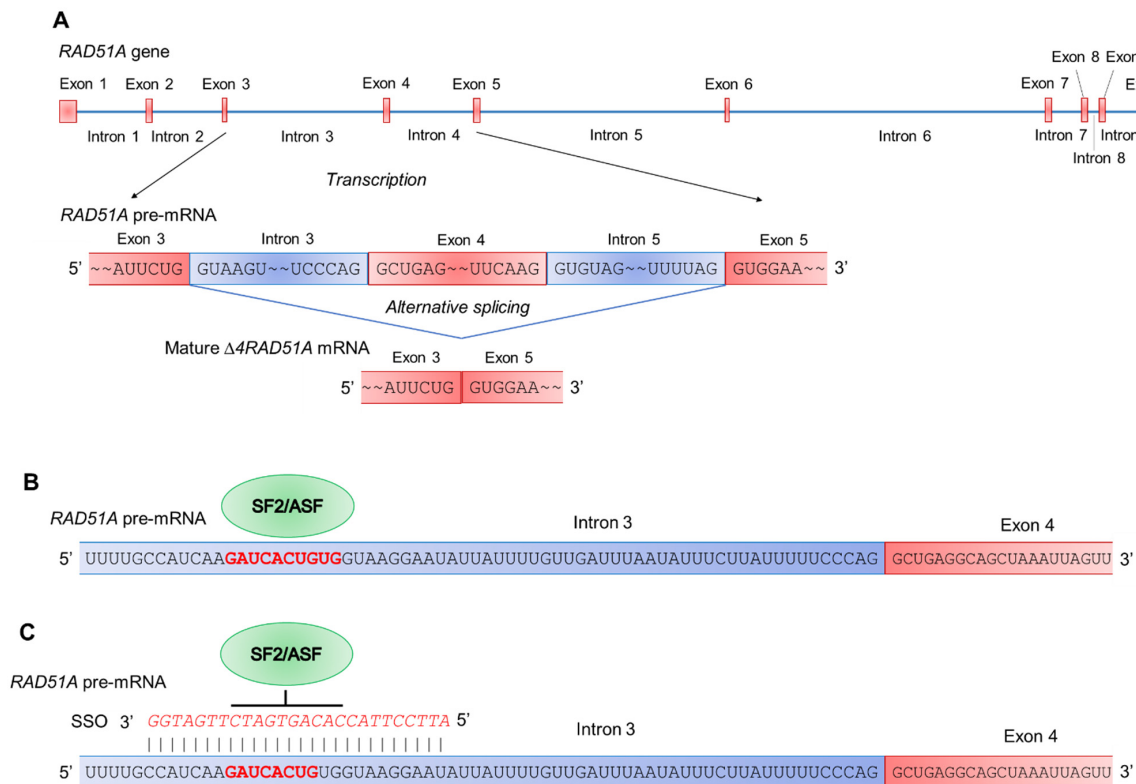 A
RAD51A gene
Exon 1 Exon 2 Exon 3 Exon 4 Exon 5 Exon 6 Exon 7 Exon 8 Exon
Intron 1 Intron 2 Intron 3 Intron 4 Intron 5 Intron 6 Intron 7 Intron 8 Intron
Transcription
RAD51A pre-mRNA
Exon 3 Intron 3 Exon 4 Intron 5 Exon 5
5’ ~~AUUCUG GUAAGU~~UCCCAG GCUGAG~~UUCAAG GUGUAG~~UUUUAG GUGGAA~~ 3’
Alternative splicing
Mature Δ4RAD51A mRNA
Exon 3 Exon 5
5’ ~~AUUCUG GUGGAA~~ 3’
B
SF2/ASF
RAD51A pre-mRNA
Intron 3 Exon 4
5’ UUUUGCCAUCAAGAUCACUGUGGUAAGGAAUAUUAUUUUGUUGAUUUAAUAUUUCUUAUUUUUCCCAG GCUGAGGCAGCUAAAUUAGUU 3’
C
SF2/ASF
RAD51A pre-mRNA
SSO 3’ GGTAGTTCTAGTGACACCATTCCTTA 5’
Intron 3 Exon 4
5’ UUUUGCCAUCAAGAUCACUGUGGUAAGGAAUAUUAUUUUGUUGAUUUAAUAUUUCUUAUUUUUCCCAG GCUGAGGCAGCUAAAUUAGUU 3’